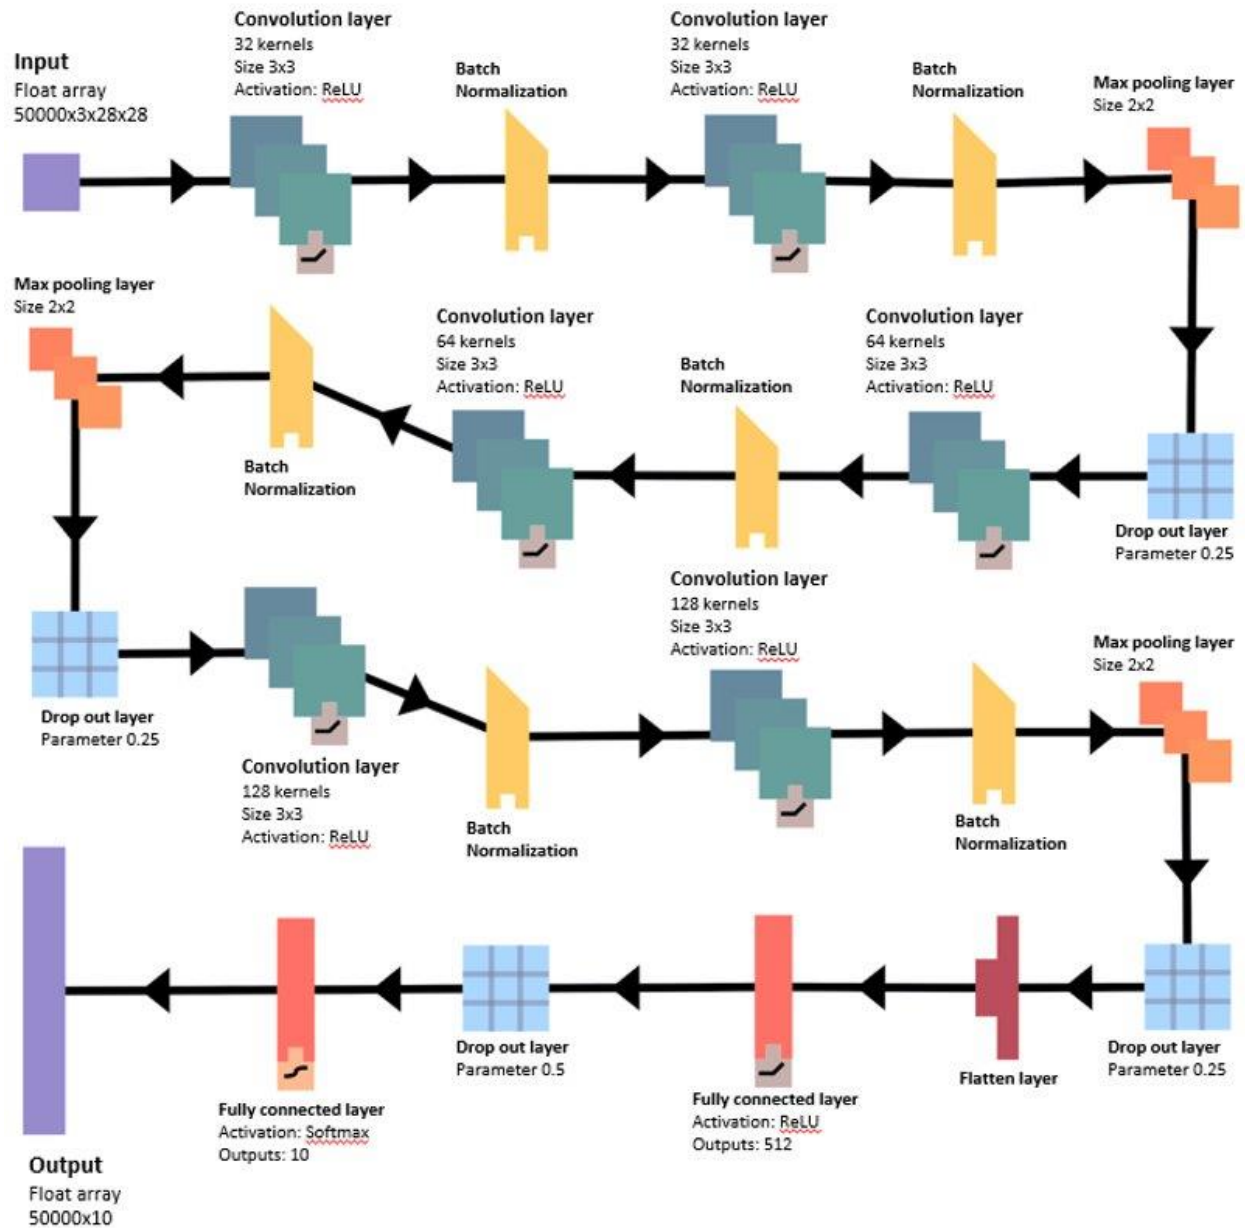 Input
Float array
50000x3x28x28
Convolution layer
32 kernels
Size 3x3
Activation: ReLU
Batch
Normalization
Convolution layer
32 kernels
Size 3x3
Activation: ReLU
Batch
Normalization
Max pooling layer
Size 2x2
Drop out layer
Parameter 0.25
Convolution layer
64 kernels
Size 3x3
Activation: ReLU
Batch
Normalization
Convolution layer
64 kernels
Size 3x3
Activation: ReLU
Batch
Normalization
Max pooling layer
Size 2x2
Drop out layer
Parameter 0.25
Convolution layer
128 kernels
Size 3x3
Activation: ReLU
Batch
Normalization
Convolution layer
128 kernels
Size 3x3
Activation: ReLU
Batch
Normalization
Max pooling layer
Size 2x2
Drop out layer
Parameter 0.25
Flatten layer
Fully connected layer
Activation: ReLU
Outputs: 512
Drop out layer
Parameter 0.5
Fully connected layer
Activation: Softmax
Outputs: 10
Output
Float array
50000x10